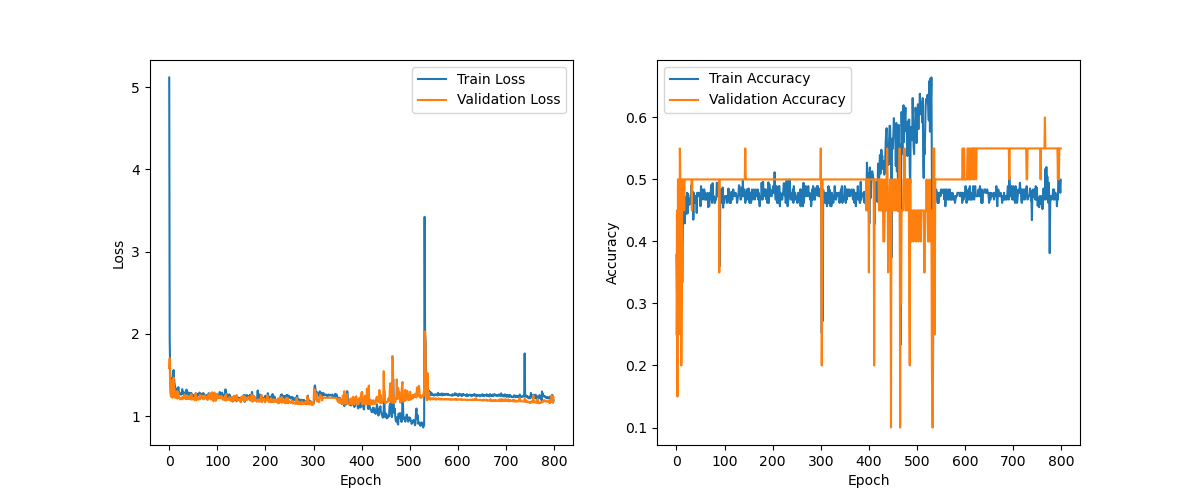 Train Loss
Validation Loss
5
4
3
2
1
Loss
0 100 200 300 400 500 600 700 800
Epoch
Train Accuracy
Validation Accuracy
0.6
0.5
0.4
0.3
0.2
0.1
Accuracy
0 100 200 300 400 500 600 700 800
Epoch